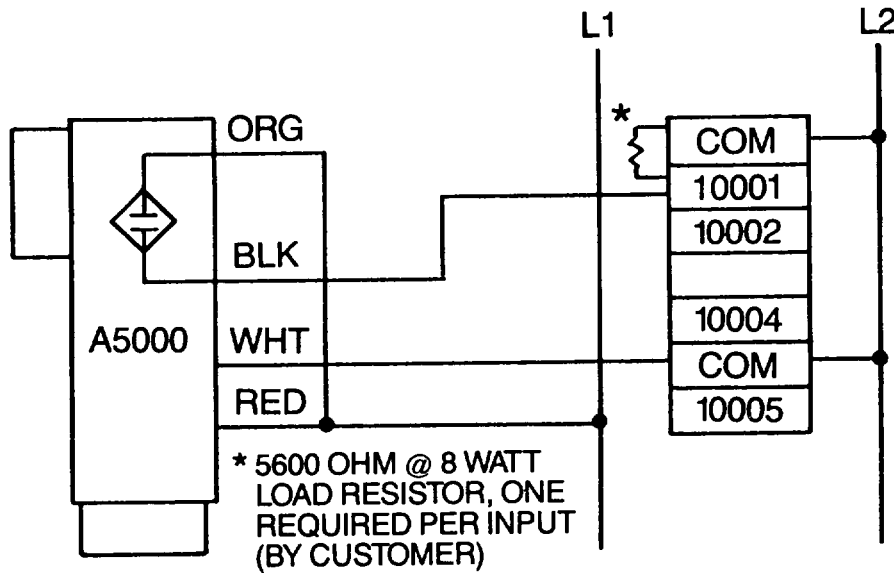 L1
L2
ORG
*
COM
10001
10002
BLK
A5000
WHT
10004
COM
RED
10005
* 5600 OHM @ 8 WATT
LOAD RESISTOR, ONE
REQUIRED PER INPUT
(BY CUSTOMER)